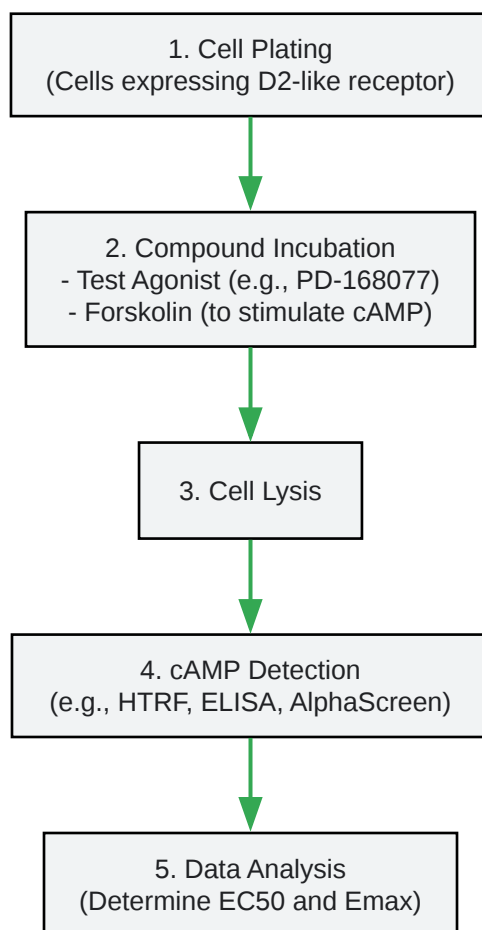 1. Cell Plating
(Cells expressing D2-like receptor)
2. Compound Incubation
- Test Agonist (e.g., PD-168077)
- Forskolin (to stimulate cAMP)
3. Cell Lysis
4. cAMP Detection
(e.g., HTRF, ELISA, AlphaScreen)
5. Data Analysis
(Determine EC50 and Emax)